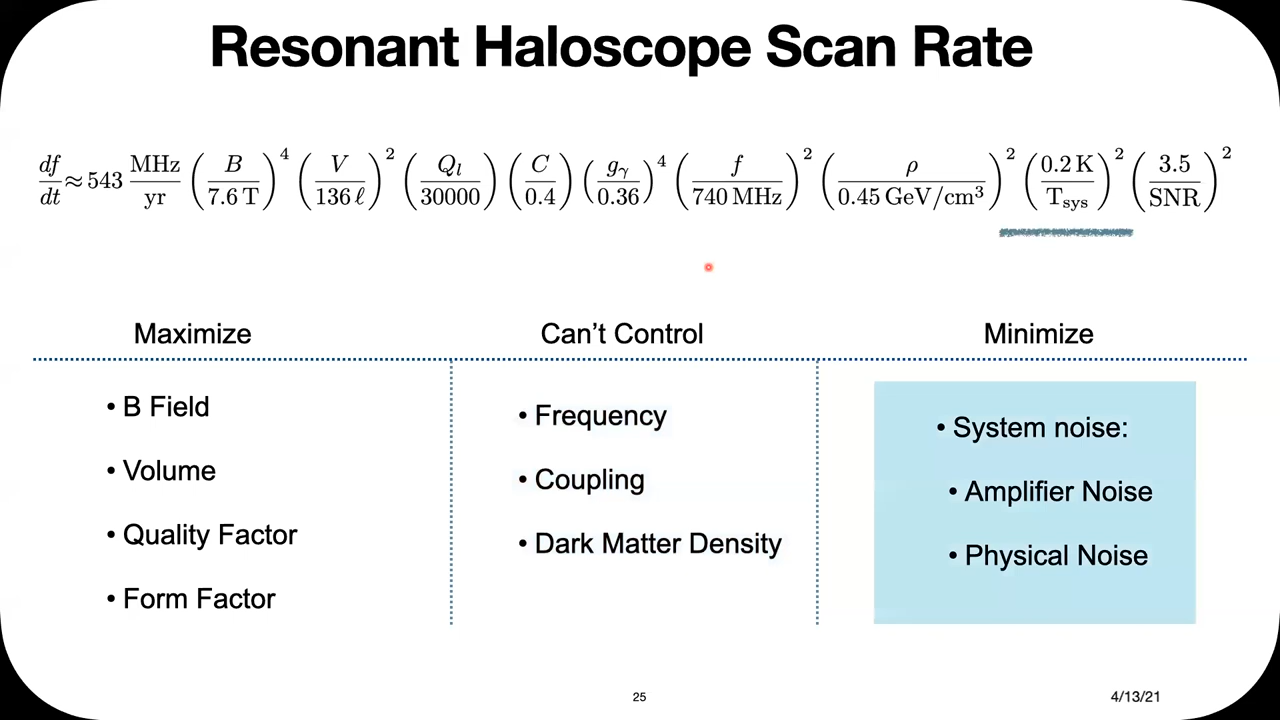 Resonant Haloscope Scan Rate
df/dt ≈ 543 MHz/yr (B/7.6 T)^4 (V/136 ℓ)^2 (Q_l/30000) (C/0.4) (g_γ/0.36)^4 (f/740 MHz)^2 (ρ/0.45 GeV/cm³)^2 (0.2 K/T_sys)^2 (3.5/SNR)^2
Maximize
• B Field
• Volume
• Quality Factor
• Form Factor
Can’t Control
• Frequency
• Coupling
• Dark Matter Density
Minimize
• System noise:
• Amplifier Noise
• Physical Noise
25
4/13/21